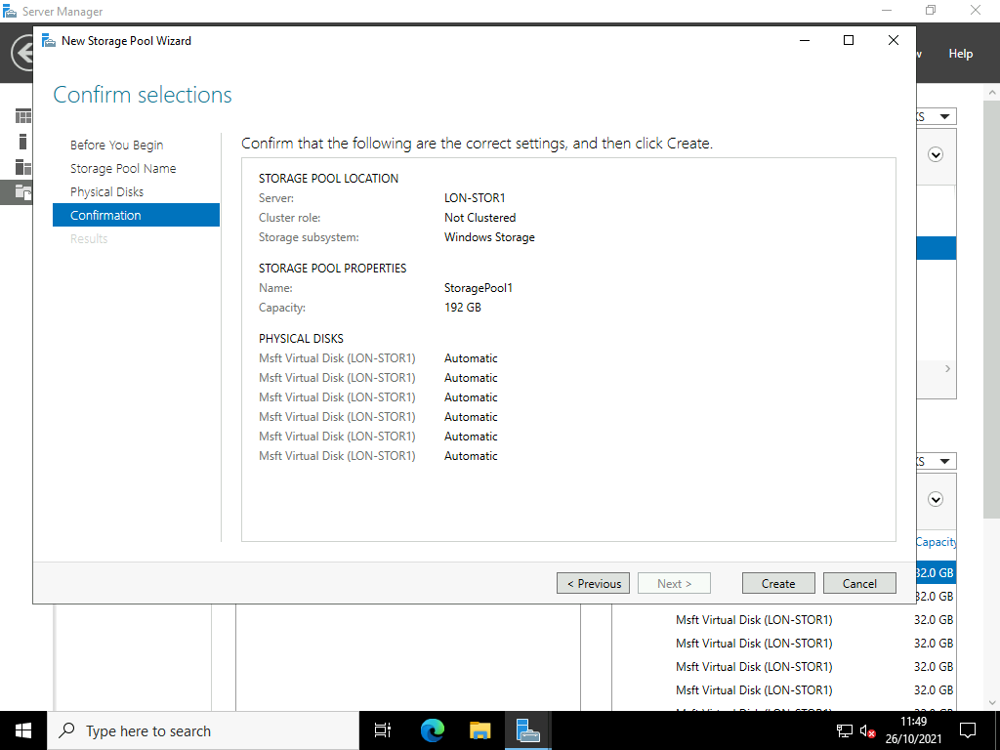 Server Manager
New Storage Pool Wizard
Help
Confirm selections
Before You Begin
Storage Pool Name
Physical Disks
Confirmation
Results
Confirm that the following are the correct settings, and then click Create.
STORAGE POOL LOCATION
Server: LON-STOR1
Cluster role: Not Clustered
Storage subsystem: Windows Storage
STORAGE POOL PROPERTIES
Name: StoragePool1
Capacity: 192 GB
PHYSICAL DISKS
Msft Virtual Disk (LON-STOR1) Automatic
Msft Virtual Disk (LON-STOR1) Automatic
Msft Virtual Disk (LON-STOR1) Automatic
Msft Virtual Disk (LON-STOR1) Automatic
Msft Virtual Disk (LON-STOR1) Automatic
Msft Virtual Disk (LON-STOR1) Automatic
< Previous
Next >
Create
Cancel
Capacity
32.0 GB
32.0 GB
Msft Virtual Disk (LON-STOR1) 32.0 GB
Msft Virtual Disk (LON-STOR1) 32.0 GB
Msft Virtual Disk (LON-STOR1) 32.0 GB
Msft Virtual Disk (LON-STOR1) 32.0 GB
Type here to search
11:49
26/10/2021